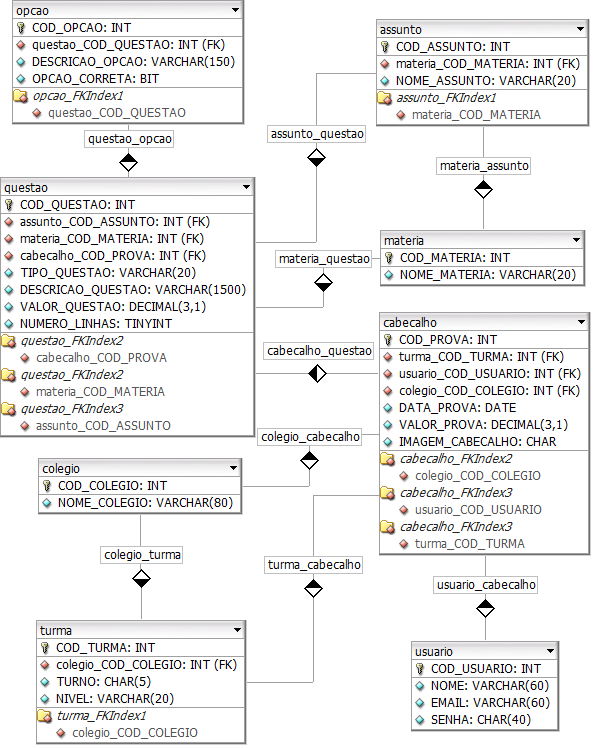 opcao
COD_OPCAO: INT
questao_COD_QUESTAO: INT (FK)
DESCRICAO_OPCAO: VARCHAR(150)
OPCAO_CORRETA: BIT
opcao_FKIndex1
questao_COD_QUESTAO
assunto
COD_ASSUNTO: INT
materia_COD_MATERIA: INT (FK)
NOME_ASSUNTO: VARCHAR(20)
assunto_FKIndex1
materia_COD_MATERIA
questao_opcao
assunto_questao
materia_assunto
questao
COD_QUESTAO: INT
assunto_COD_ASSUNTO: INT (FK)
materia_COD_MATERIA: INT (FK)
cabecalho_COD_PROVA: INT (FK)
TIPO_QUESTAO: VARCHAR(20)
DESCRICAO_QUESTAO: VARCHAR(1500)
VALOR_QUESTAO: DECIMAL(3,1)
NUMERO_LINHAS: TINYINT
questao_FKIndex2
cabecalho_COD_PROVA
questao_FKIndex2
materia_COD_MATERIA
questao_FKIndex3
assunto_COD_ASSUNTO
materia_questao
materia
COD_MATERIA: INT
NOME_MATERIA: VARCHAR(20)
cabecalho_questao
cabecalho
COD_PROVA: INT
turma_COD_TURMA: INT (FK)
usuario_COD_USUARIO: INT (FK)
colegio_COD_COLEGIO: INT (FK)
DATA_PROVA: DATE
VALOR_PROVA: DECIMAL(3,1)
IMAGEM_CABECALHO: CHAR
cabecalho_FKIndex2
colegio_COD_COLEGIO
cabecalho_FKIndex3
usuario_COD_USUARIO
cabecalho_FKIndex3
turma_COD_TURMA
colegio_cabecalho
colegio
COD_COLEGIO: INT
NOME_COLEGIO: VARCHAR(80)
colegio_turma
turma_cabecalho
usuario_cabecalho
turma
COD_TURMA: INT
colegio_COD_COLEGIO: INT (FK)
TURNO: CHAR(5)
NIVEL: VARCHAR(20)
turma_FKIndex1
colegio_COD_COLEGIO
usuario
COD_USUARIO: INT
NOME: VARCHAR(60)
EMAIL: VARCHAR(60)
SENHA: CHAR(40)